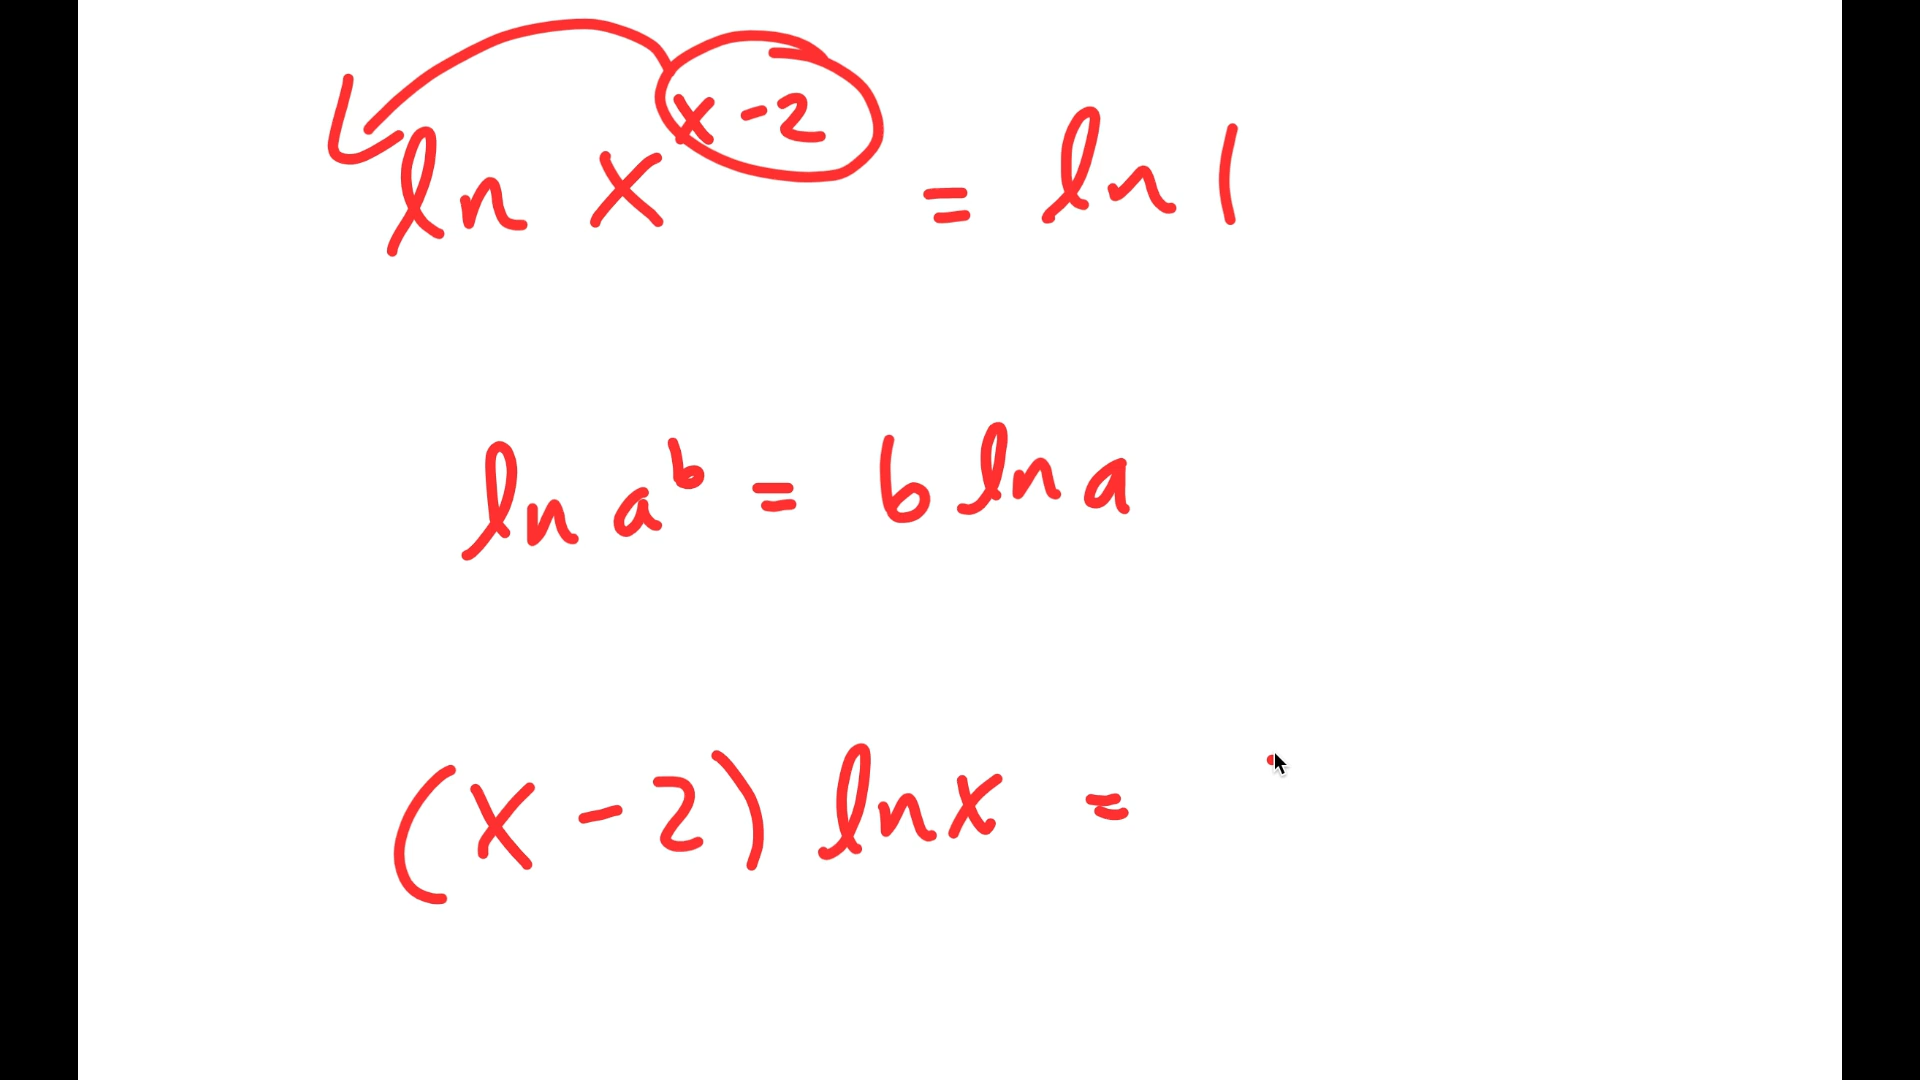 ln x^(x-2) = ln 1
ln a^b = b ln a
(x - 2) ln x =